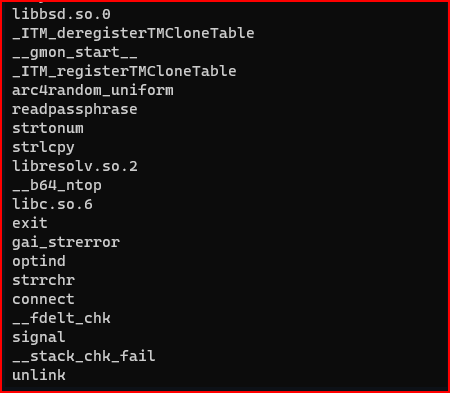 libbsd.so.0
_ITM_deregisterTMCloneTable
__gmon_start__
_ITM_registerTMCloneTable
arc4random_uniform
readpassphrase
strtonum
strlcpy
libresolv.so.2
__b64_ntop
libc.so.6
exit
gai_strerror
optind
strrchr
connect
__fdelt_chk
signal
__stack_chk_fail
unlink